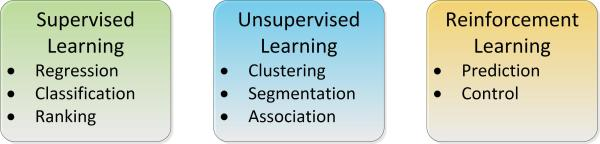 Supervised
Learning
• Regression
• Classification
• Ranking
Unsupervised
Learning
• Clustering
• Segmentation
• Association
Reinforcement
Learning
• Prediction
• Control